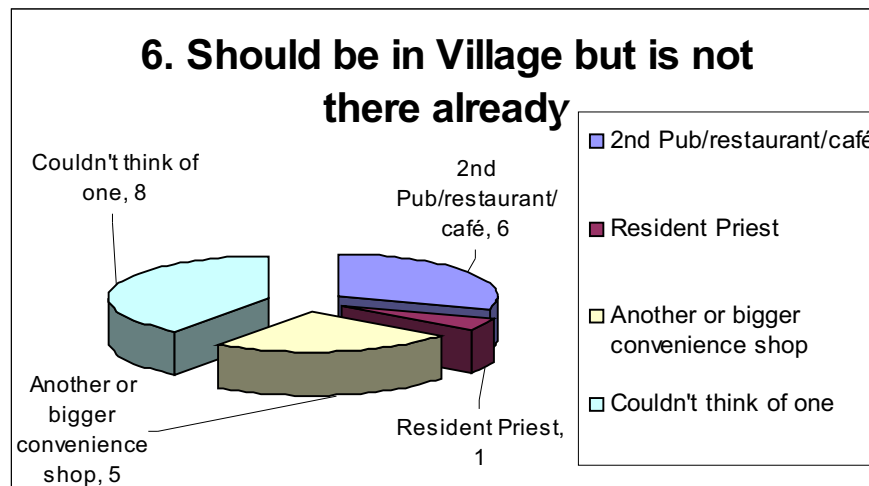 6. Should be in Village but is not
there already
Couldn't think
of one, 8
2nd
Pub/restaurant/
café, 6
Another or
bigger
convenience
shop, 5
Resident Priest,
1
2nd Pub/restaurant/café
Resident Priest
Another or bigger
convenience shop
Couldn't think of one